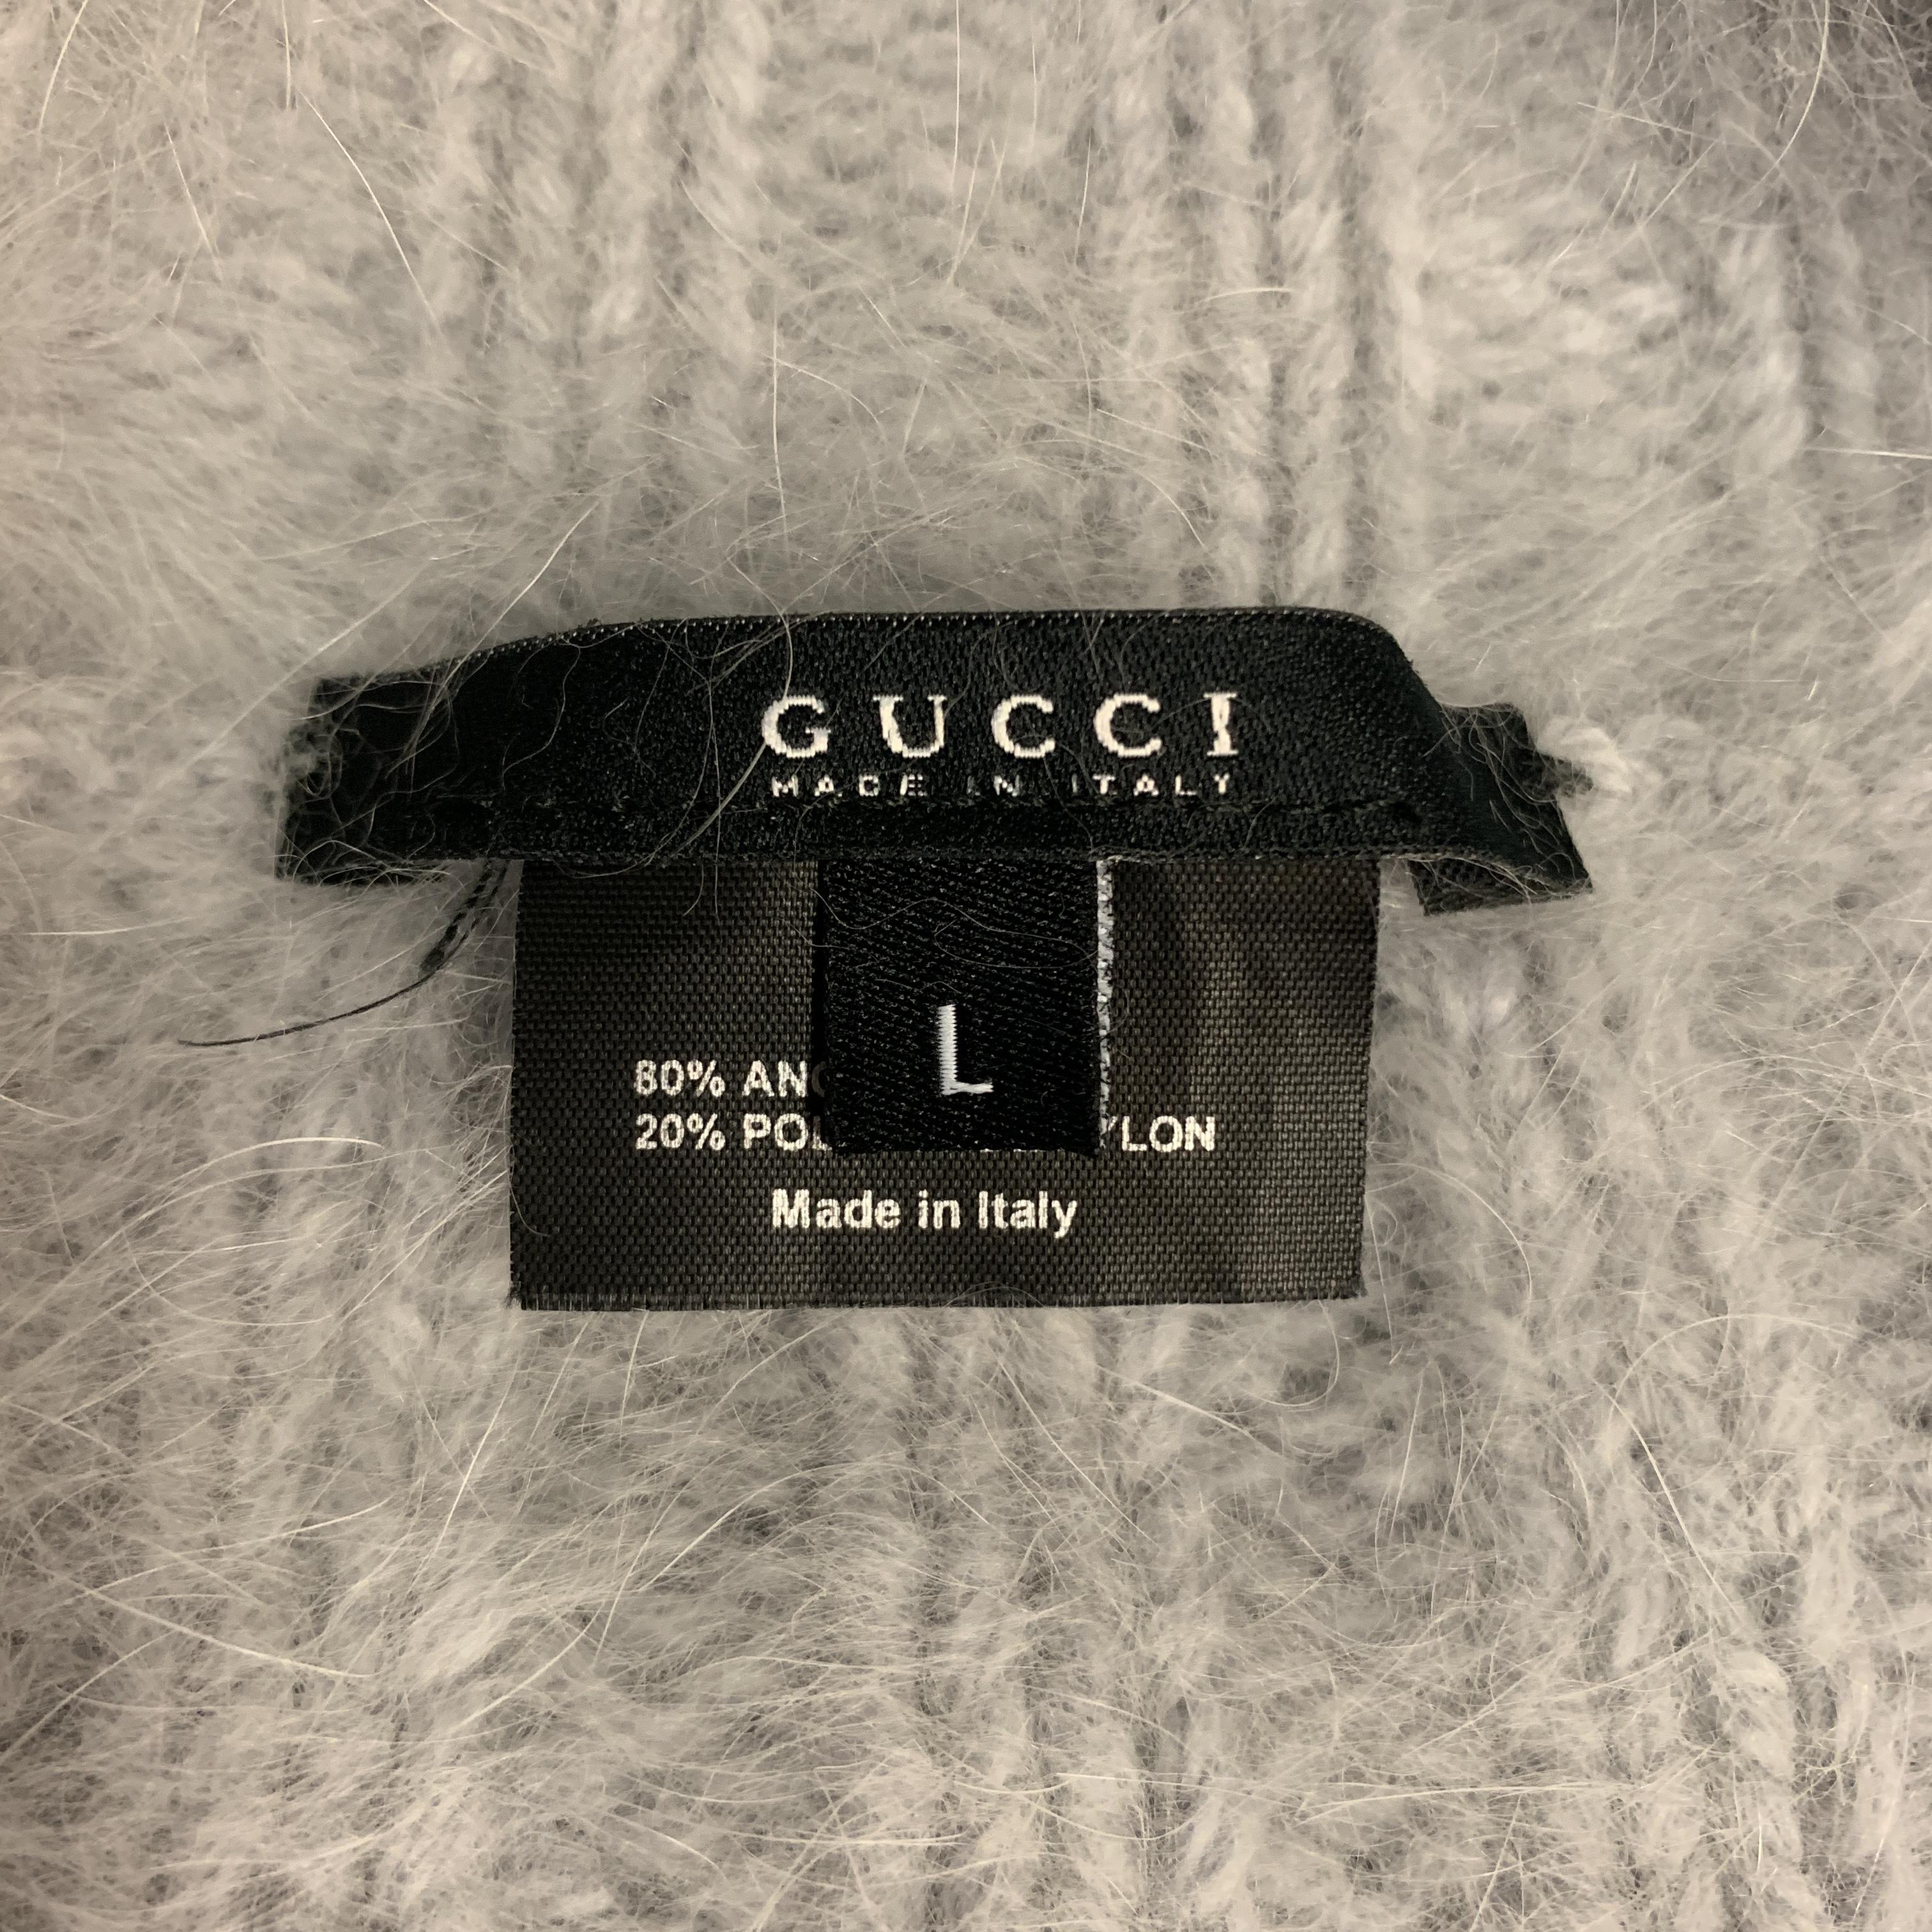 GUCCI
MADE IN ITALY
L
80%
20%
Made in Italy